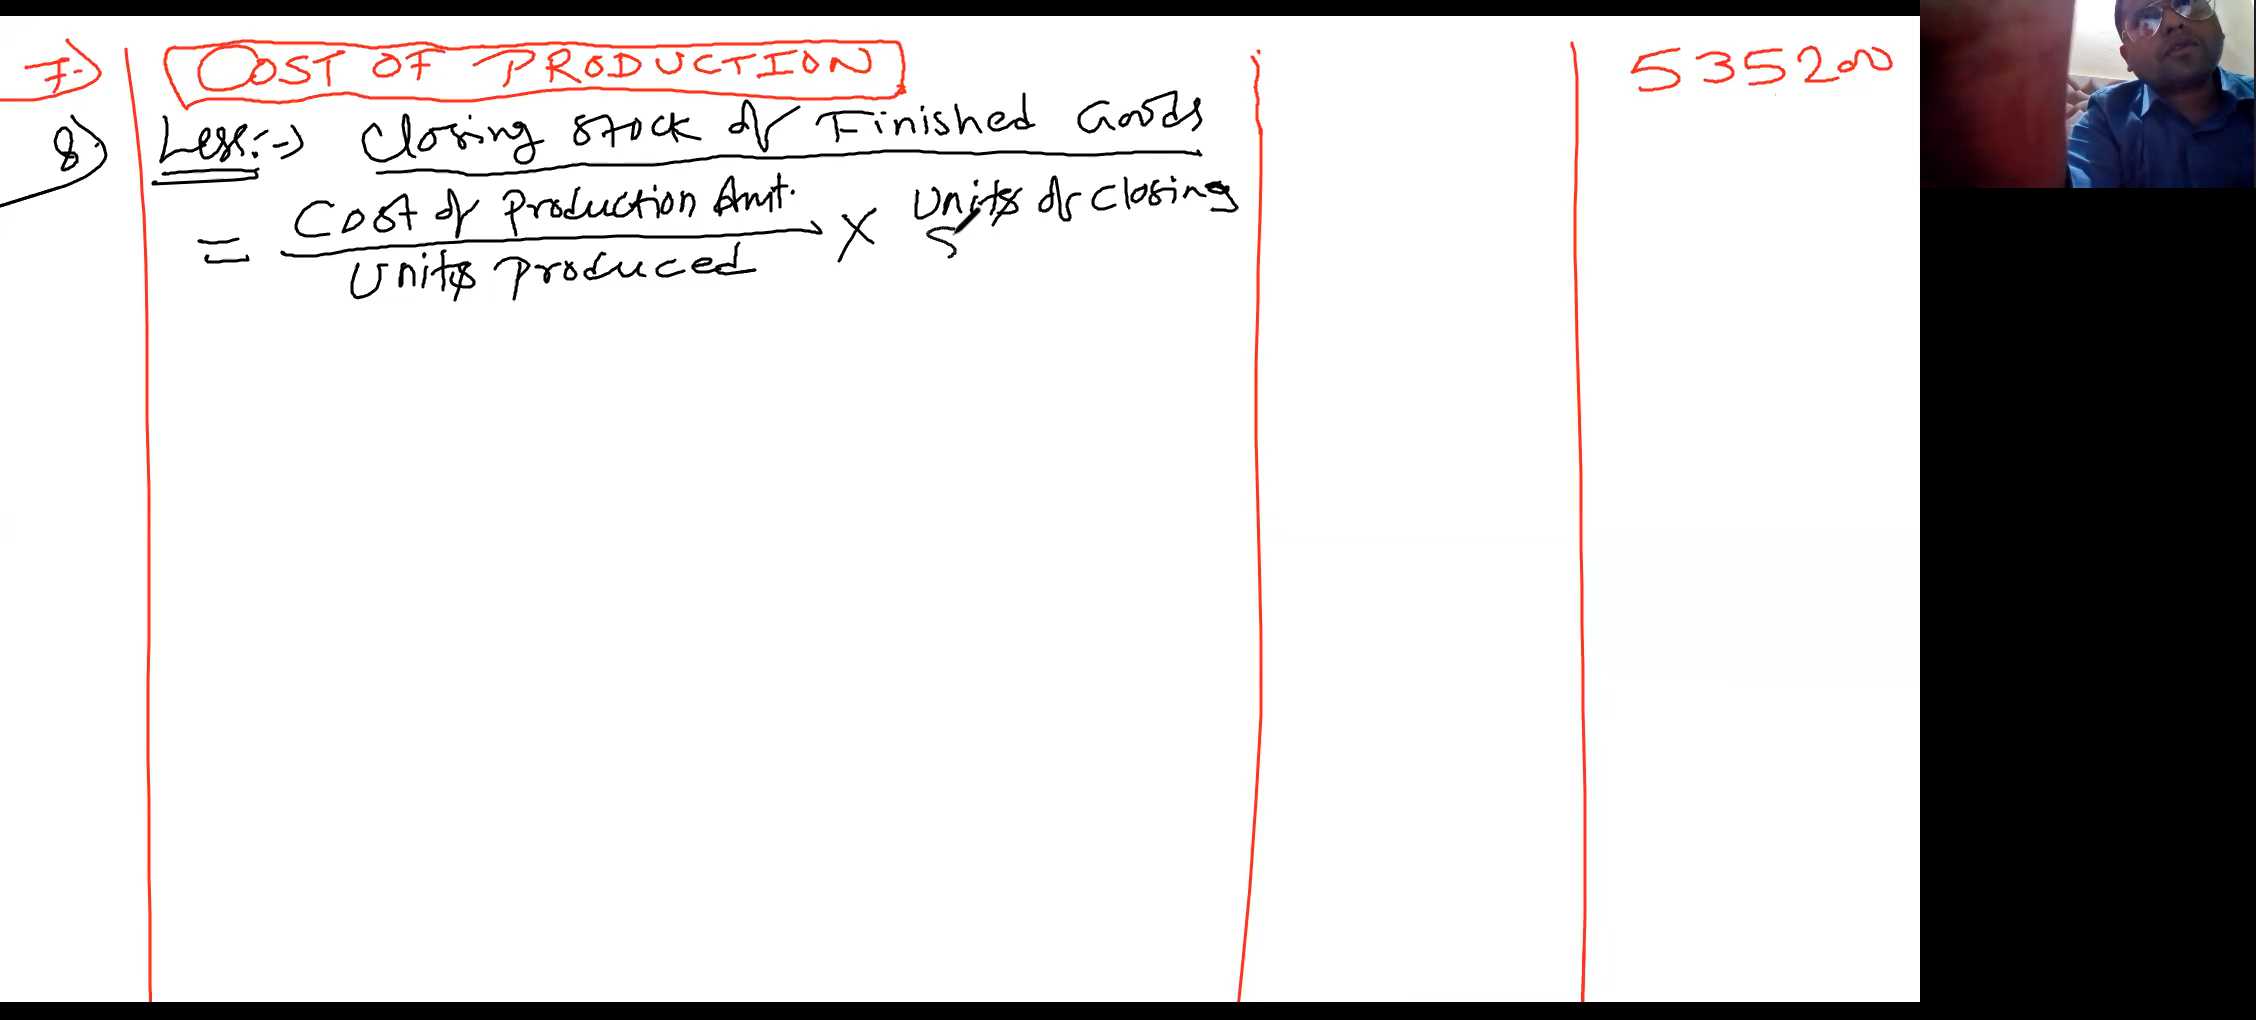 7.) COST OF PRODUCTION 535200
8.) Less:-> Closing Stock of Finished Goods
= Cost of Production Amt. × Units of Closing
Units Produced S